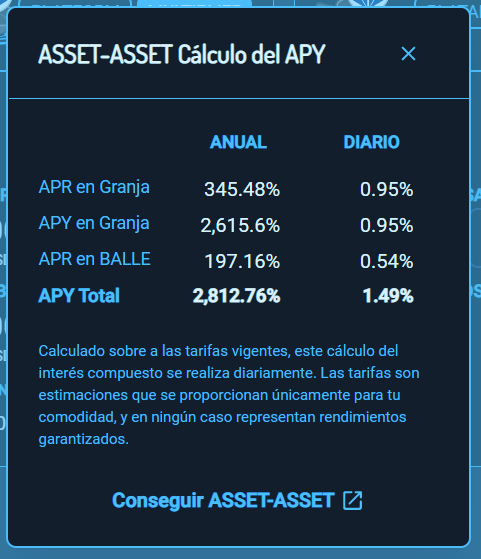 ASSET-ASSET Cálculo del APY
ANUAL DIARIO
APR en Granja 345.48% 0.95%
APY en Granja 2,615.6% 0.95%
APR en BALLE 197.16% 0.54%
APY Total 2,812.76% 1.49%
Calculado sobre a las tarifas vigentes, este cálculo del
interés compuesto se realiza diariamente. Las tarifas son
estimaciones que se proporcionan únicamente para tu
comodidad, y en ningún caso representan rendimientos
garantizados.
Conseguir ASSET-ASSET